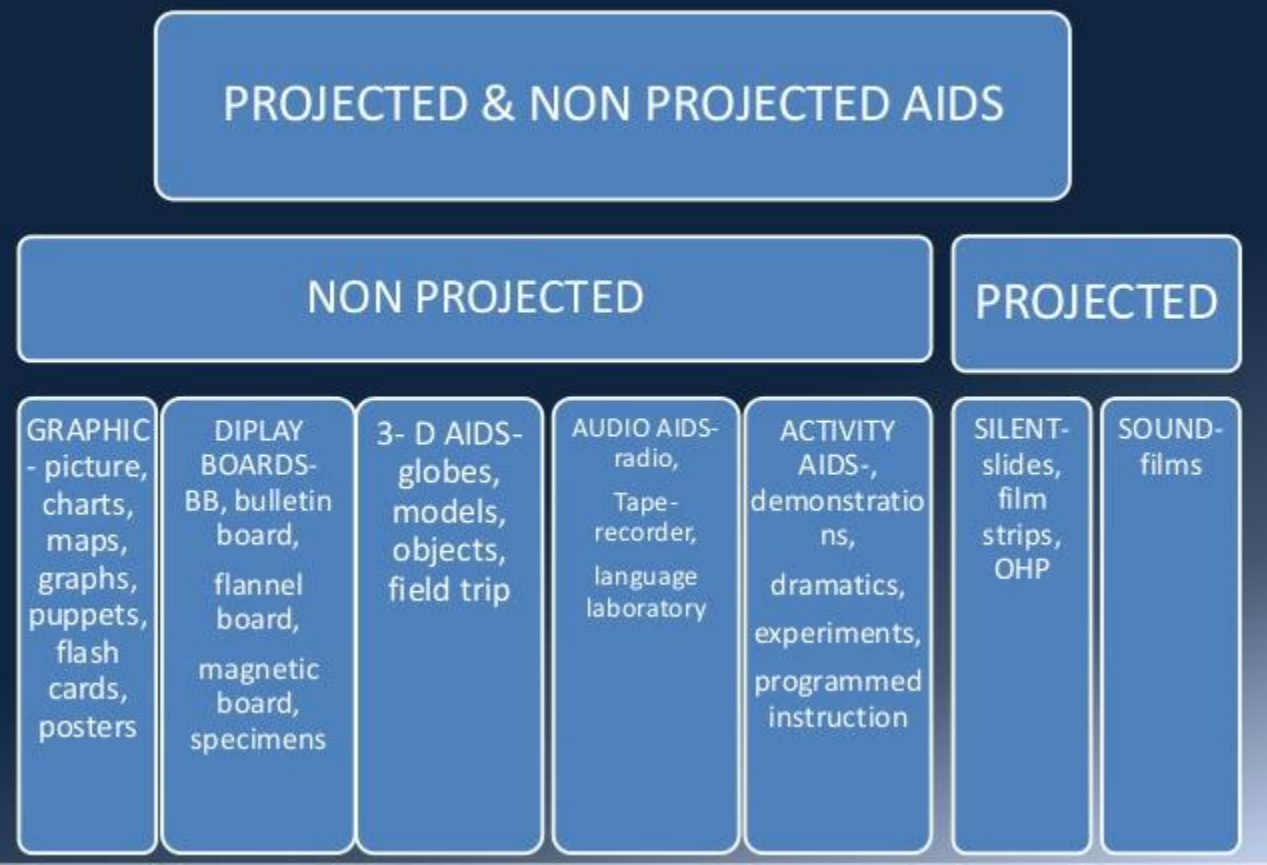 PROJECTED & NON PROJECTED AIDS
NON PROJECTED
PROJECTED
GRAPHIC
- picture,
charts,
maps,
graphs,
puppets,
flash
cards,
posters
DIPLAY
BOARDS-
BB, bulletin
board,
flannel
board,
magnetic
board,
specimens
3- D AIDS-
globes,
models,
objects,
field trip
AUDIO AIDS-
radio,
Tape-
recorder,
language
laboratory
ACTIVITY
AIDS-,
demonstratio
ns,
dramatics,
experiments,
programmed
instruction
SILENT-
slides,
film
strips,
OHP
SOUND-
films